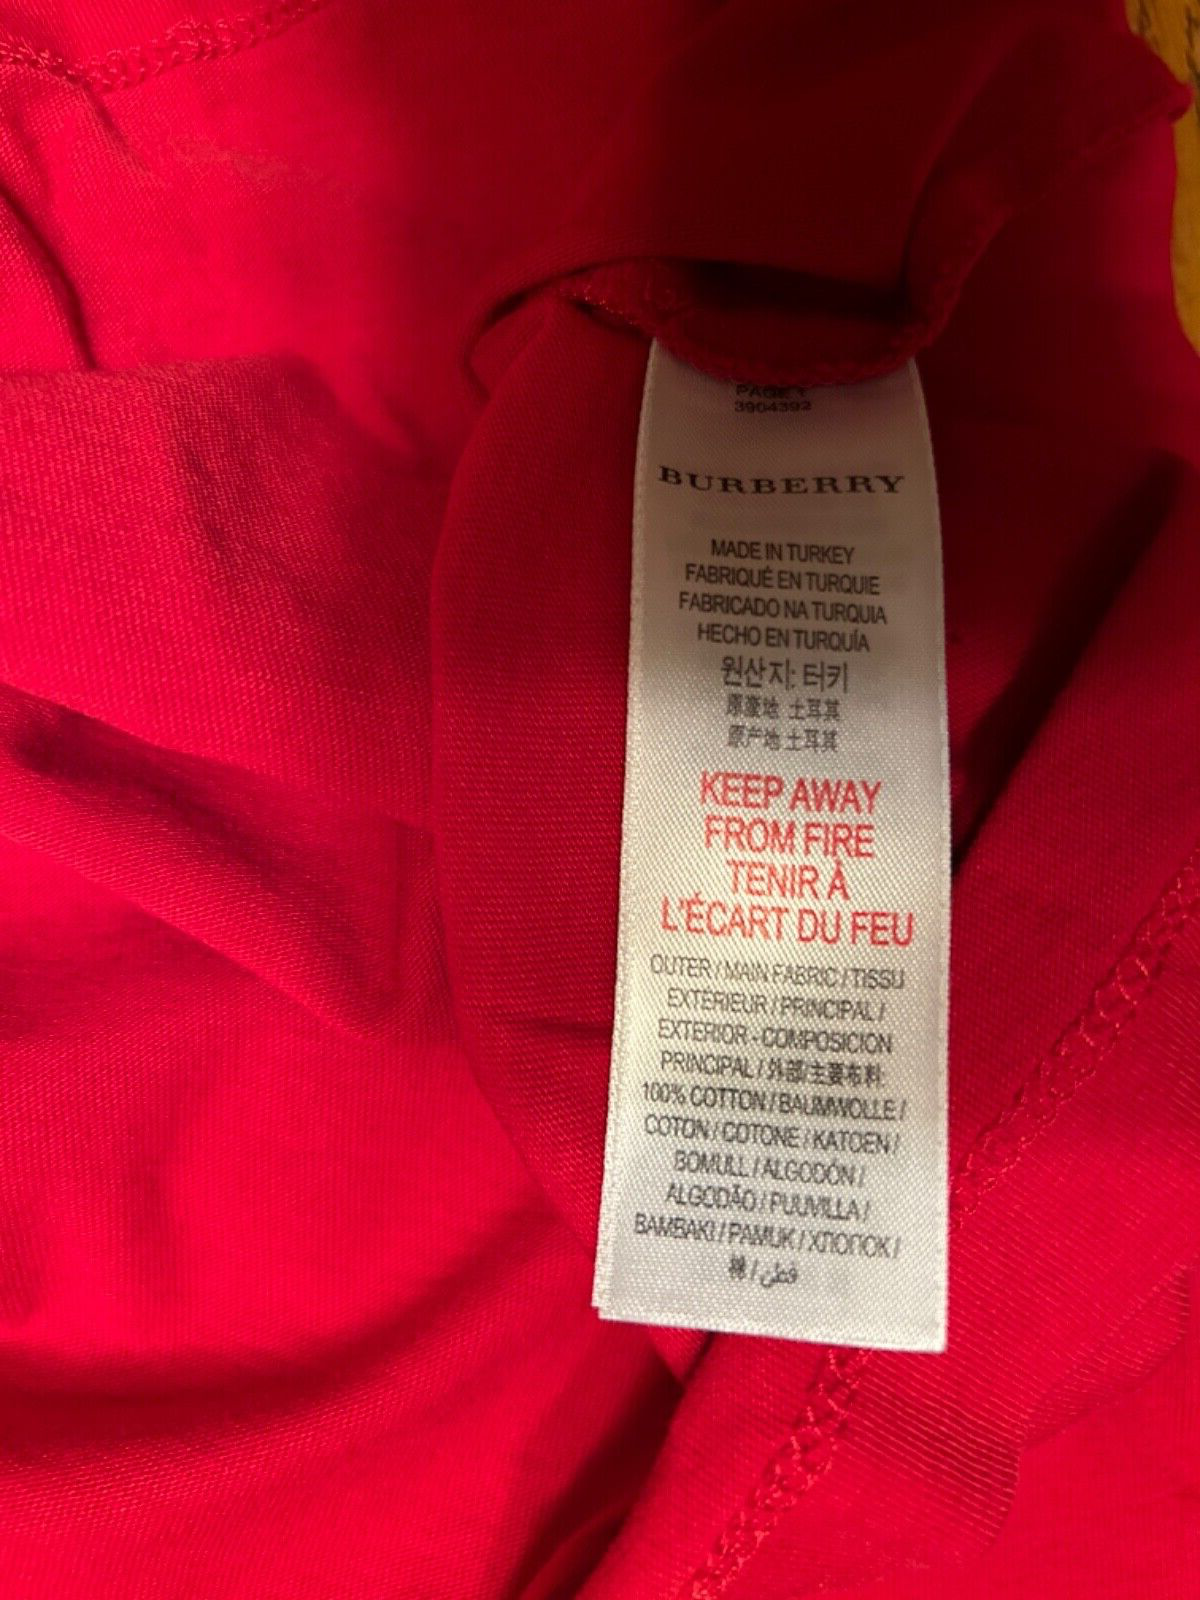 PAGE 1
3904392
BURBERRY
MADE IN TURKEY
FABRIQUÉ EN TURQUIE
FABRICADO NA TURQUIA
HECHO EN TURQUÍA
원산지: 터키
原產地 土耳其
原产地 土耳其
KEEP AWAY
FROM FIRE
TENIR À
L'ÉCART DU FEU
OUTER / MAIN FABRIC / TISSU
EXTERIEUR / PRINCIPAL /
EXTERIOR - COMPOSICION
PRINCIPAL / 外部/主要布料:
100% COTTON / BAUMWOLLE /
COTON / COTONE / KATOEN /
BOMULL / ALGODÓN /
ALGODÃO / PUUVILLA /
BAMBAKI / PAMUK / ХЛОПОК /
棉 / قطن